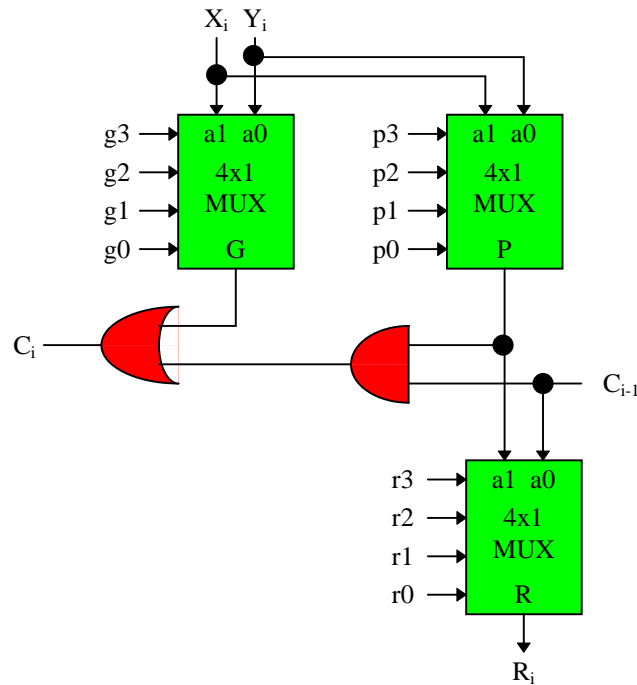 Xi Yi
g3 a1 a0
g2 4x1
g1 MUX
g0 G
p3 a1 a0
p2 4x1
p1 MUX
p0 P
Ci
Ci-1
r3 a1 a0
r2 4x1
r1 MUX
r0 R
Ri